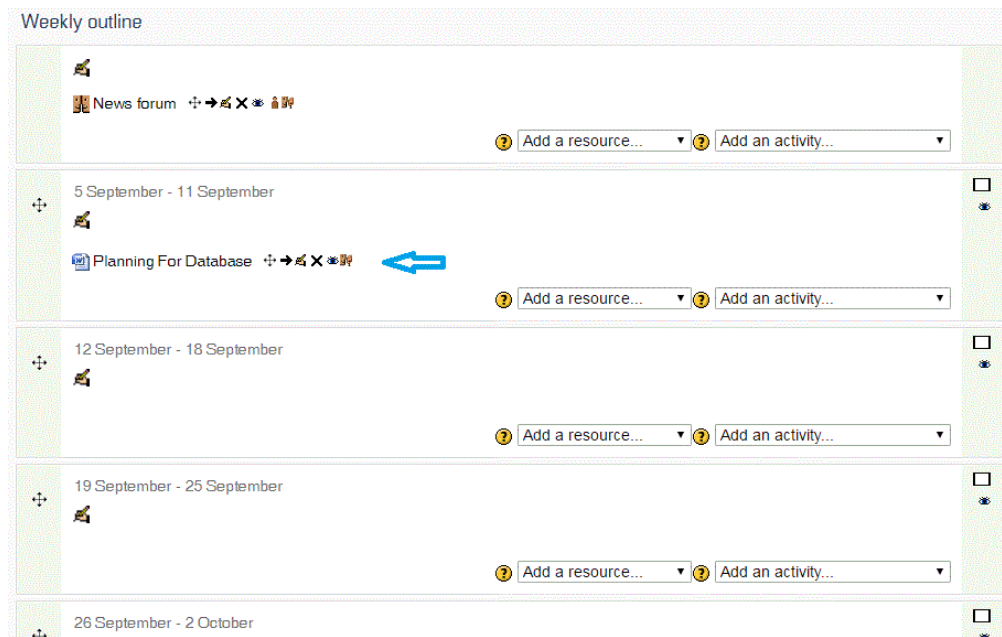 Weekly outline
News forum
Add a resource... Add an activity...
5 September - 11 September
Planning For Database
Add a resource... Add an activity...
12 September - 18 September
Add a resource... Add an activity...
19 September - 25 September
Add a resource... Add an activity...
26 September - 2 October